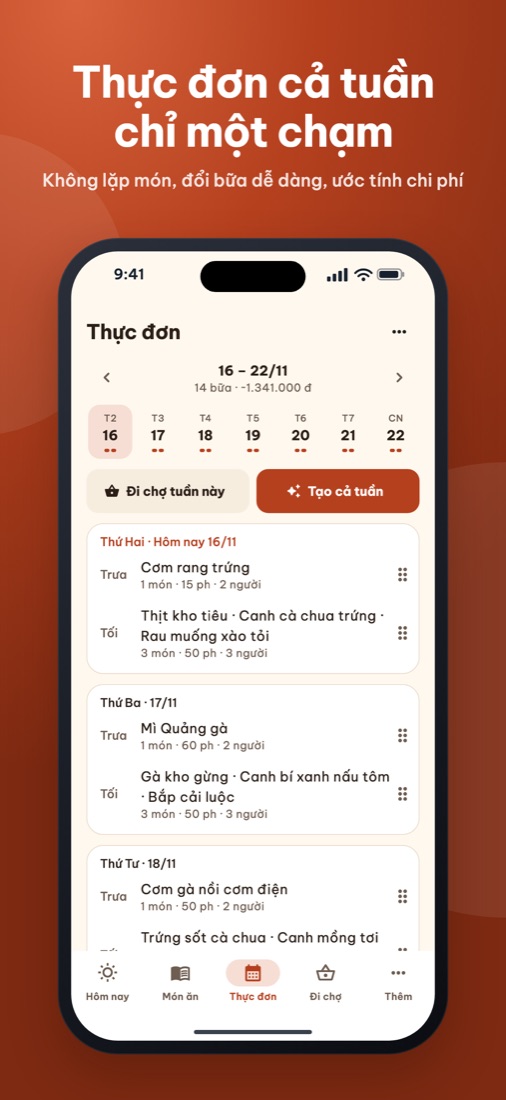 Thực đơn cả tuần
chỉ một chạm
Không lặp món, đổi bữa dễ dàng, ước tính chi phí
9:41
Thực đơn
16 – 22/11
14 bữa · ~1.341.000 đ
T2 T3 T4 T5 T6 T7 CN
16 17 18 19 20 21 22
Đi chợ tuần này
Tạo cả tuần
Thứ Hai · Hôm nay 16/11
Trưa
Cơm rang trứng
1 món · 15 ph · 2 người
Tối
Thịt kho tiêu · Canh cà chua trứng ·
Rau muống xào tỏi
3 món · 50 ph · 3 người
Thứ Ba · 17/11
Trưa
Mì Quảng gà
1 món · 60 ph · 2 người
Tối
Gà kho gừng · Canh bí xanh nấu tôm
· Bắp cải luộc
3 món · 50 ph · 3 người
Thứ Tư · 18/11
Trưa
Cơm gà nồi cơm điện
1 món · 50 ph · 2 người
Trứng sốt cà chua · Canh mồng tơi
Hôm nay
Món ăn
Thực đơn
Đi chợ
Thêm